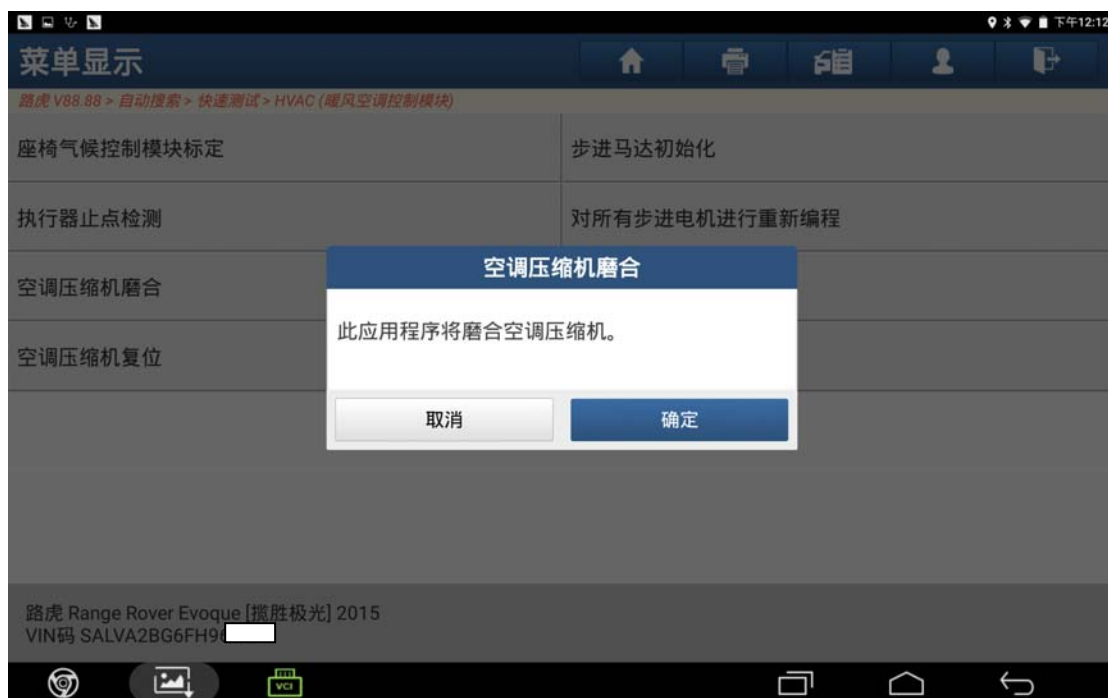 下午12:12
菜单显示
路虎 V88.88 > 自动搜索 > 快速测试 > HVAC (暖风空调控制模块)
座椅气候控制模块标定
步进马达初始化
执行器止点检测
对所有步进电机进行重新编程
空调压缩机磨合
空调压缩机磨合
此应用程序将磨合空调压缩机。
空调压缩机复位
取消
确定
路虎 Range Rover Evoque [揽胜极光] 2015
VIN码 SALVA2BG6FH9
VCI